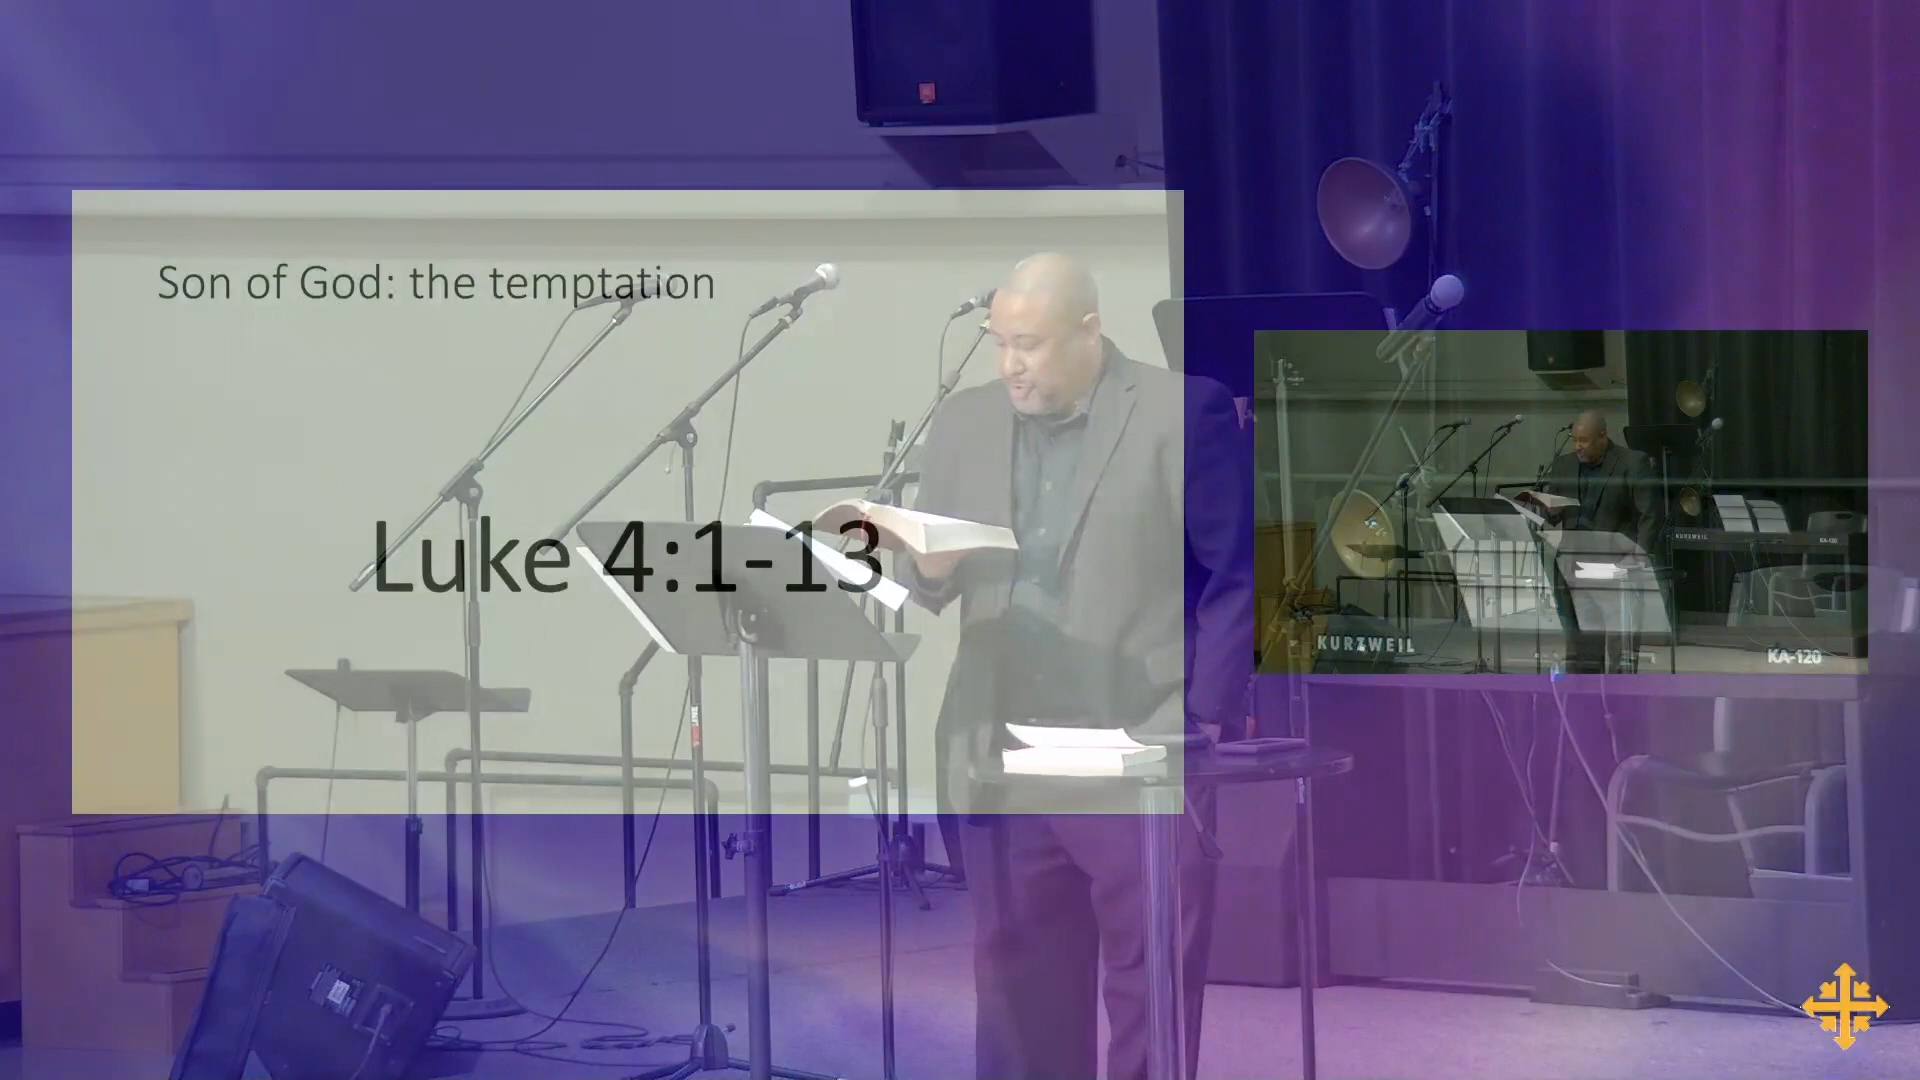 Son of God: the temptation
Luke 4:1-13
KURZWEIL
KA-120
KURZWEIL
KA-120